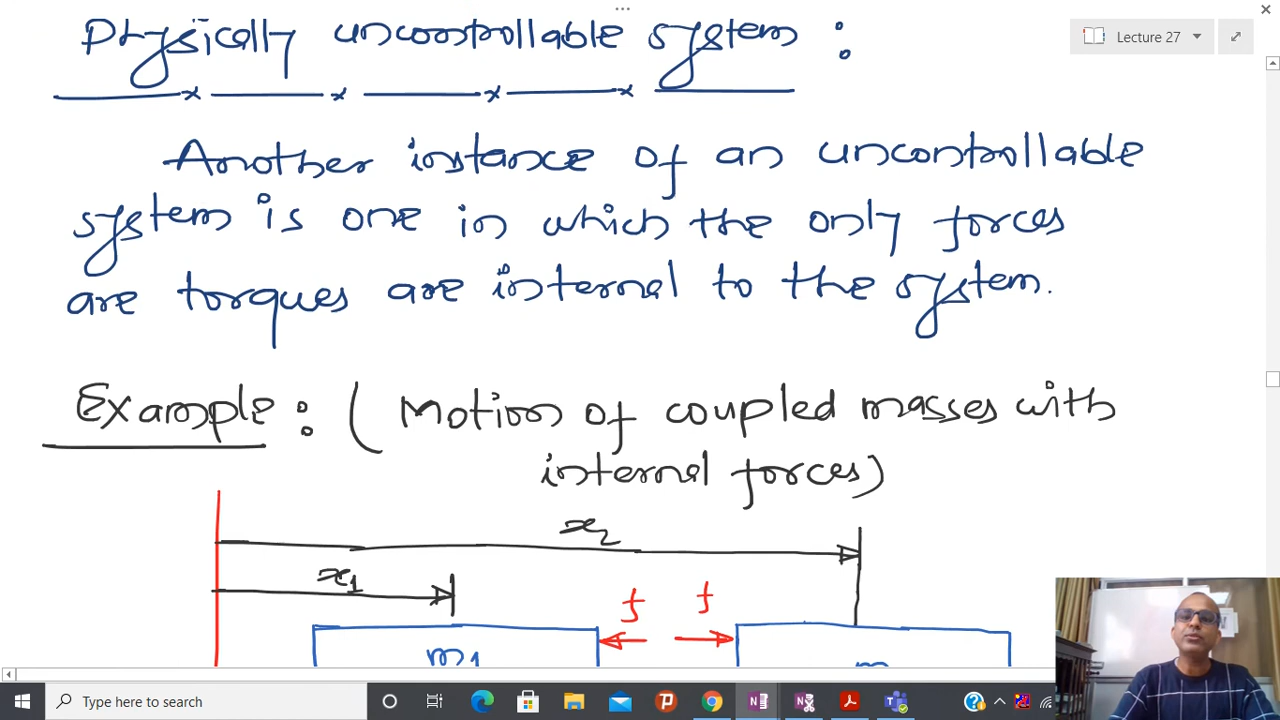 Physically uncontrollable system :
Lecture 27
Another instance of an uncontrollable
system is one in which the only forces
are torques are internal to the system.
Example : ( Motion of coupled masses with
internal forces)
x2
x1
f f
m1 m
Type here to search